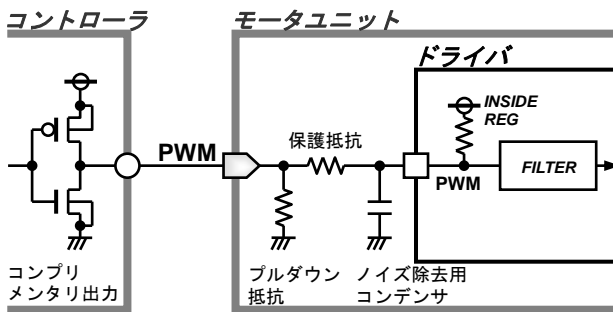 コントローラ
モータユニット
ドライバ
INSIDE
REG
PWM
保護抵抗
PWM
FILTER
コンプリ
メンタリ出力
プルダウン
抵抗
ノイズ除去用
コンデンサ